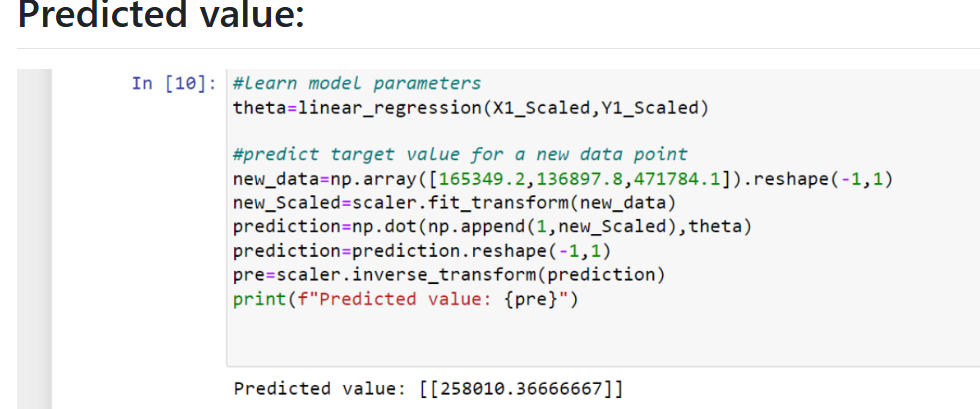 Predicted value:
In [10]: #Learn model parameters
theta=linear_regression(X1_Scaled,Y1_Scaled)
#predict target value for a new data point
new_data=np.array([165349.2,136897.8,471784.1]).reshape(-1,1)
new_Scaled=scaler.fit_transform(new_data)
prediction=np.dot(np.append(1,new_Scaled),theta)
prediction=prediction.reshape(-1,1)
pre=scaler.inverse_transform(prediction)
print(f"Predicted value: {pre}")
Predicted value: [[258010.36666667]]